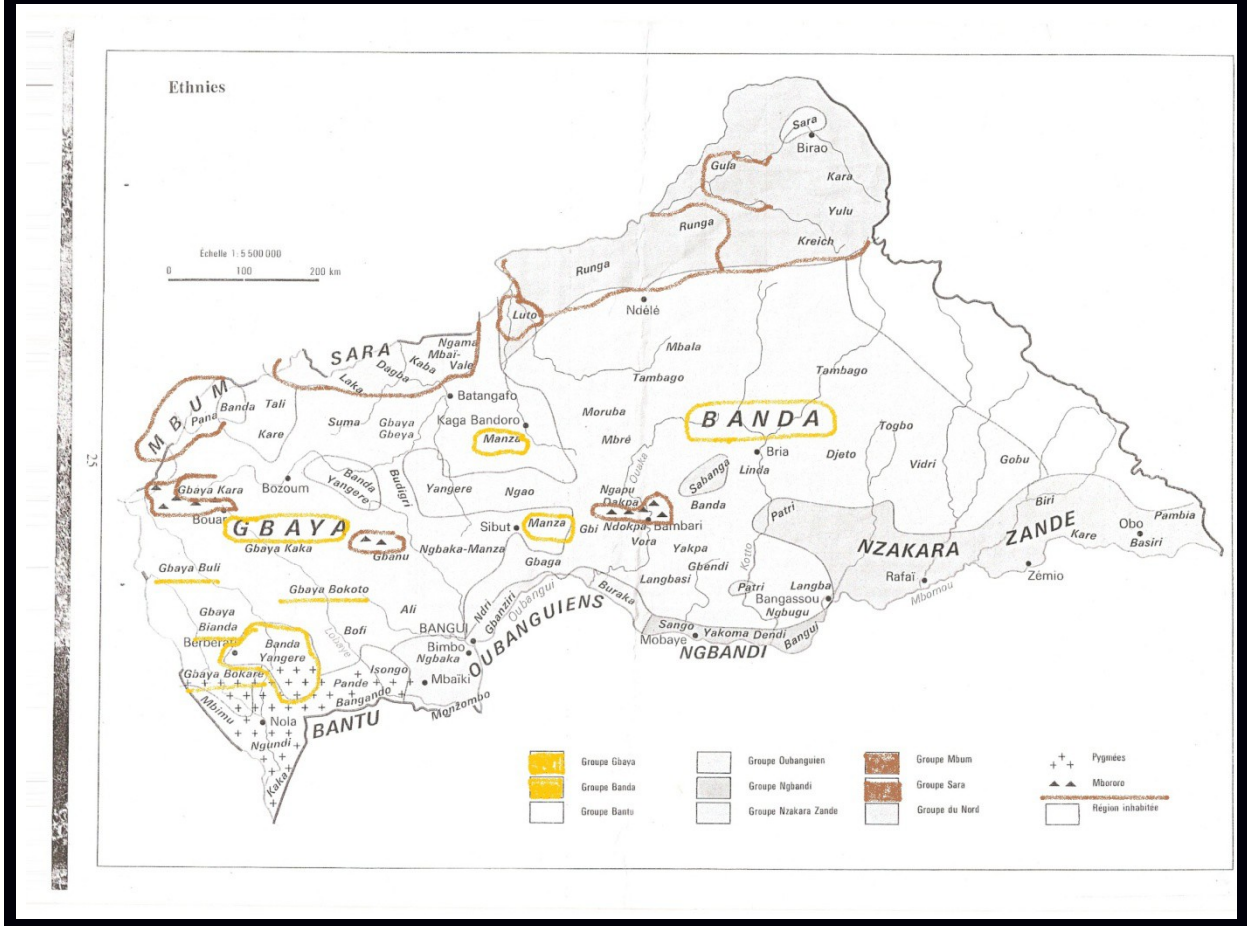 Ethnies
Échelle 1: 5 500 000
0 100 200 km
25
Sara
Birao
Gula
Kara
Yulu
Kreich
Runga
Runga
Luto
Ndélé
SARA
Ngama
Mbaï-
Vale
Kaba
Dagba
Laka
Mbala
Tambago
Tambago
MBUM
Pana
Banda
Tali
Kare
Suma
Gbaya
Gbeya
Batangafo
Kaga Bandoro
Manza
Moruba
Mbré
BANDA
Bria
Linda
Djeto
Togbo
Vidri
Gobu
Gbaya Kara
Bozoum
Bouar
Banda
Yangere
Budigri
Yangere
Ngao
Ouaka
Ngapu
Dakpa
Sabanga
Banda
GBAYA
Gbaya Kaka
Gbanu
Sibut
Manza
Gbi
Ndokpa
Bambari
Vora
Yakpa
Patri
Biri
NZAKARA
ZANDE
Kare
Obo
Basiri
Pambia
Ngbaka-Manza
Gbaga
Gbaya Buli
Gbaya Bokoto
Ali
Langbasi
Gbendi
Kotto
Patri
Langba
Bangassou
Ngbugu
Rafaï
Zémio
Mbomou
Gbaya
Bianda
Berberati
Banda
Yangere
Bofi
Lobaye
BANGUI
Bimbo
Ngbaka
Ndri
Gbanziri
Oubangui
OUBANGUIENS
Buraka
Sango
Mobaye
Yakoma
Dendi
Bangui
NGBANDI
Gbaya Bokare
Pande
Isongo
Mbaïki
Bangando
Monzombo
Mbimu
Nola
Ngundi
Kaka
BANTU
Groupe Gbaya
Groupe Banda
Groupe Bantu
Groupe Oubanguien
Groupe Ngbandi
Groupe Nzakara Zande
Groupe Mbum
Groupe Sara
Groupe du Nord
Pygmées
Mbororo
Région inhabitée